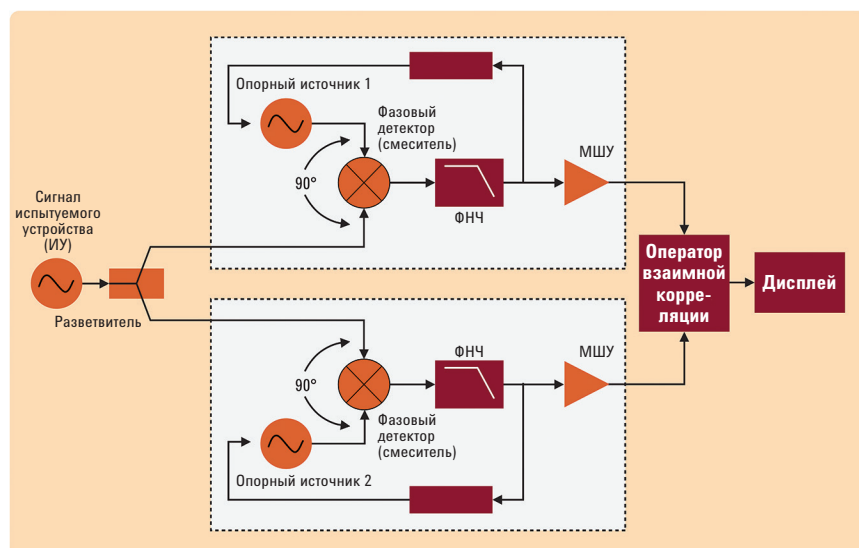 Опорный источник 1
Фазовый
детектор
(смеситель)
МШУ
90°
ФНЧ
Сигнал
испытуемого
устройства
(ИУ)
Разветвитель
Оператор
взаимной
корре-
ляции
Дисплей
ФНЧ
МШУ
90°
Фазовый
детектор
(смеситель)
Опорный источник 2